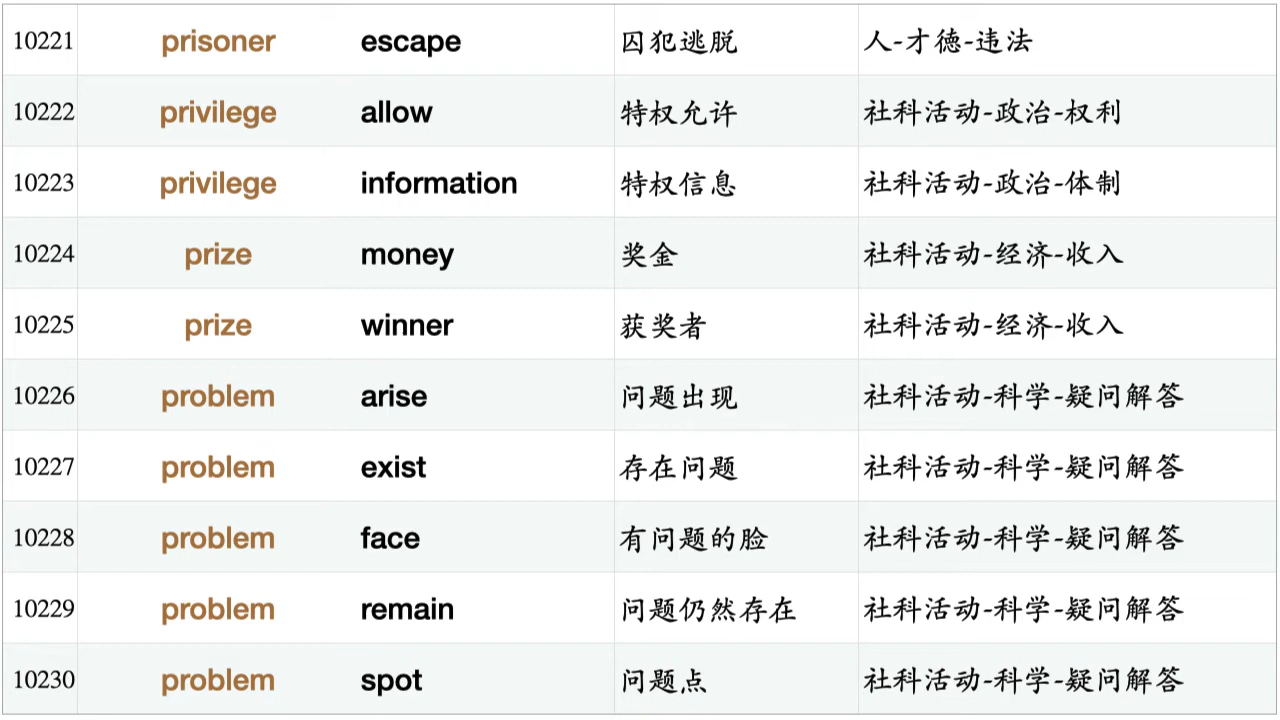 10221 prisoner escape 囚犯逃脱 人-才德-违法
10222 privilege allow 特权允许 社科活动-政治-权利
10223 privilege information 特权信息 社科活动-政治-体制
10224 prize money 奖金 社科活动-经济-收入
10225 prize winner 获奖者 社科活动-经济-收入
10226 problem arise 问题出现 社科活动-科学-疑问解答
10227 problem exist 存在问题 社科活动-科学-疑问解答
10228 problem face 有问题的脸 社科活动-科学-疑问解答
10229 problem remain 问题仍然存在 社科活动-科学-疑问解答
10230 problem spot 问题点 社科活动-科学-疑问解答